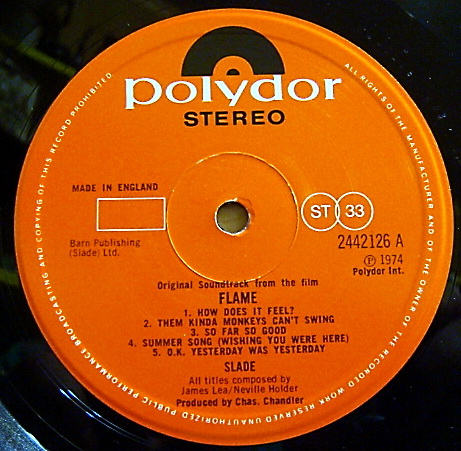 polydor
STEREO
ALL RIGHTS OF THE MANUFACTURER AND OF THE OWNER OF THE RECORDED WORK RESERVED UNAUTHORIZED PUBLIC PERFORMANCE BROADCASTING AND COPYING OF THIS RECORD PROHIBITED
MADE IN ENGLAND
Barn Publishing
(Slade) Ltd.
ST 33
2442126 A
Ⓟ 1974
Polydor Int.
Original Soundtrack from the film
FLAME
1. HOW DOES IT FEEL?
2. THEM KINDA MONKEYS CAN'T SWING
3. SO FAR SO GOOD
4. SUMMER SONG (WISHING YOU WERE HERE)
5. O.K. YESTERDAY WAS YESTERDAY
SLADE
All titles composed by
James Lea/Neville Holder
Produced by Chas. Chandler